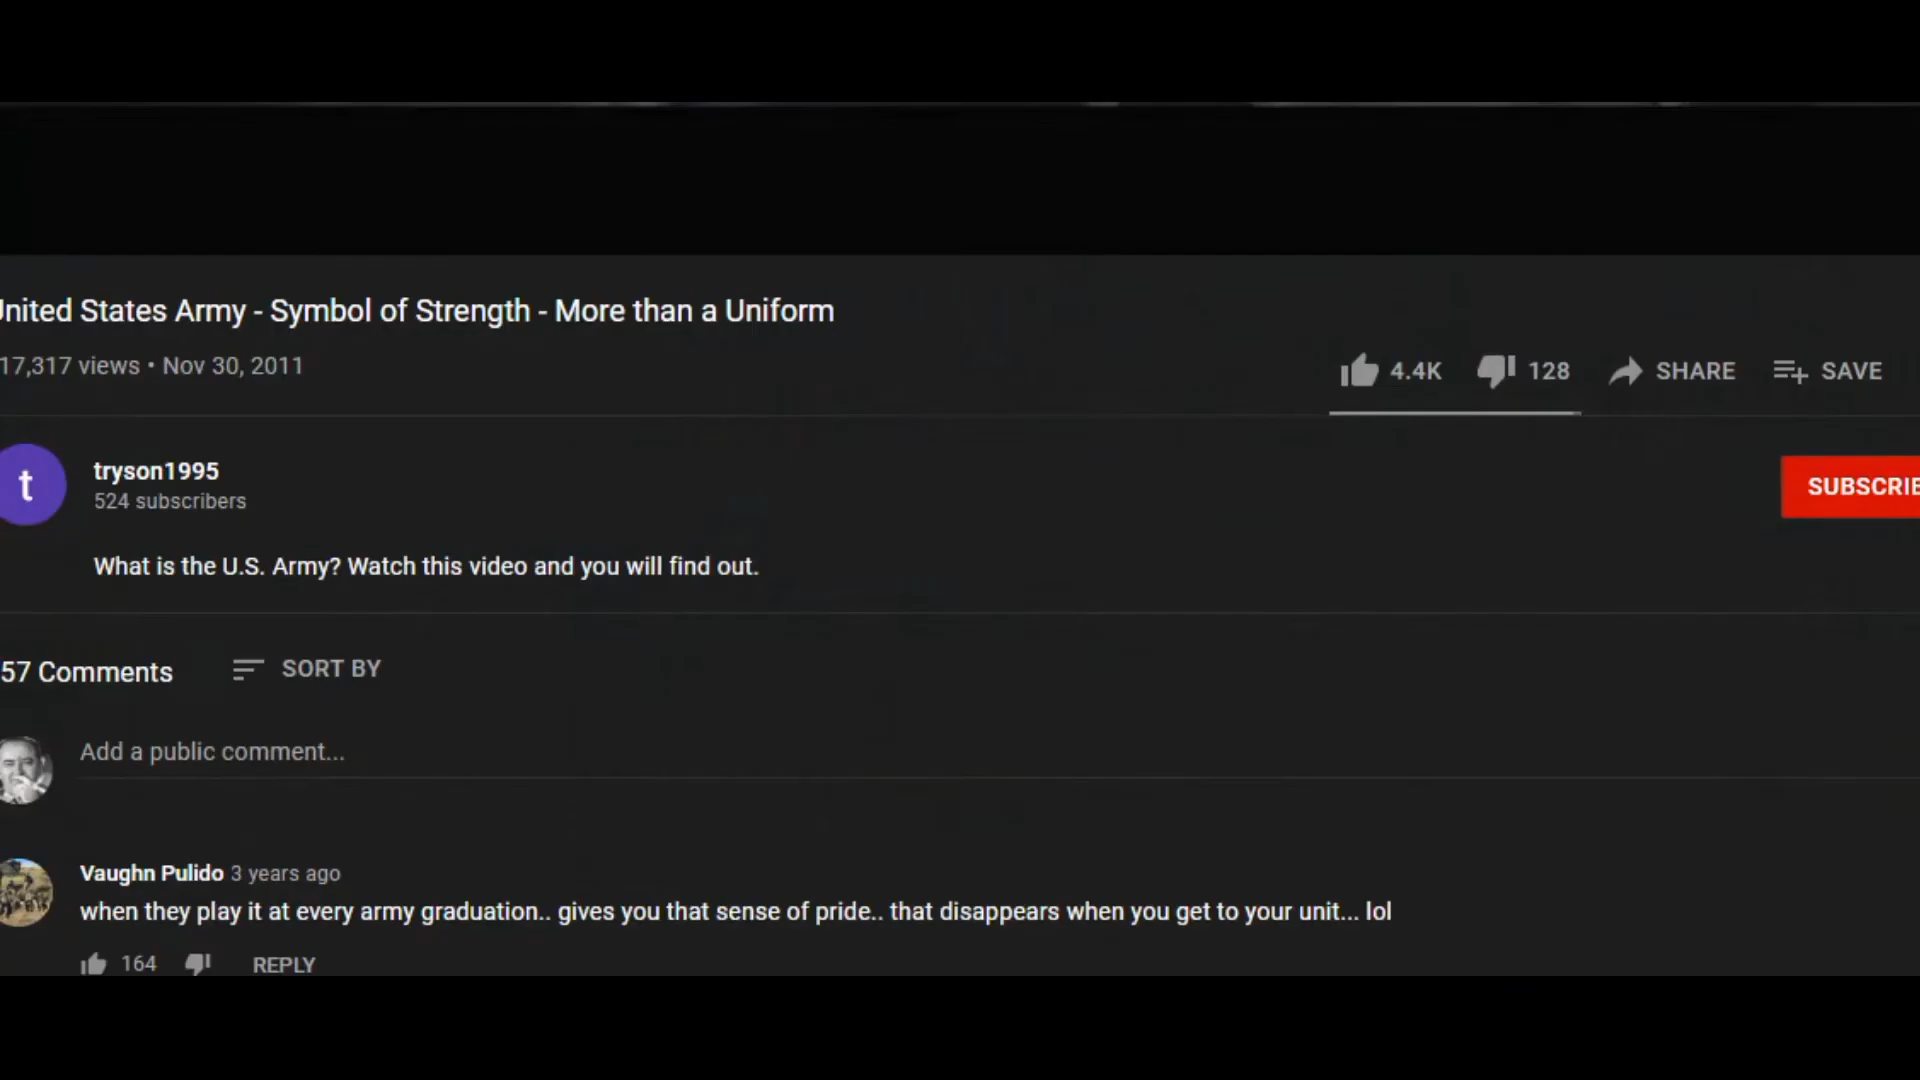 United States Army - Symbol of Strength - More than a Uniform
17,317 views • Nov 30, 2011
4.4K 128 SHARE SAVE
t
tryson1995
524 subscribers
SUBSCRIB
What is the U.S. Army? Watch this video and you will find out.
57 Comments SORT BY
Add a public comment...
Vaughn Pulido 3 years ago
when they play it at every army graduation.. gives you that sense of pride.. that disappears when you get to your unit... lol
164 REPLY